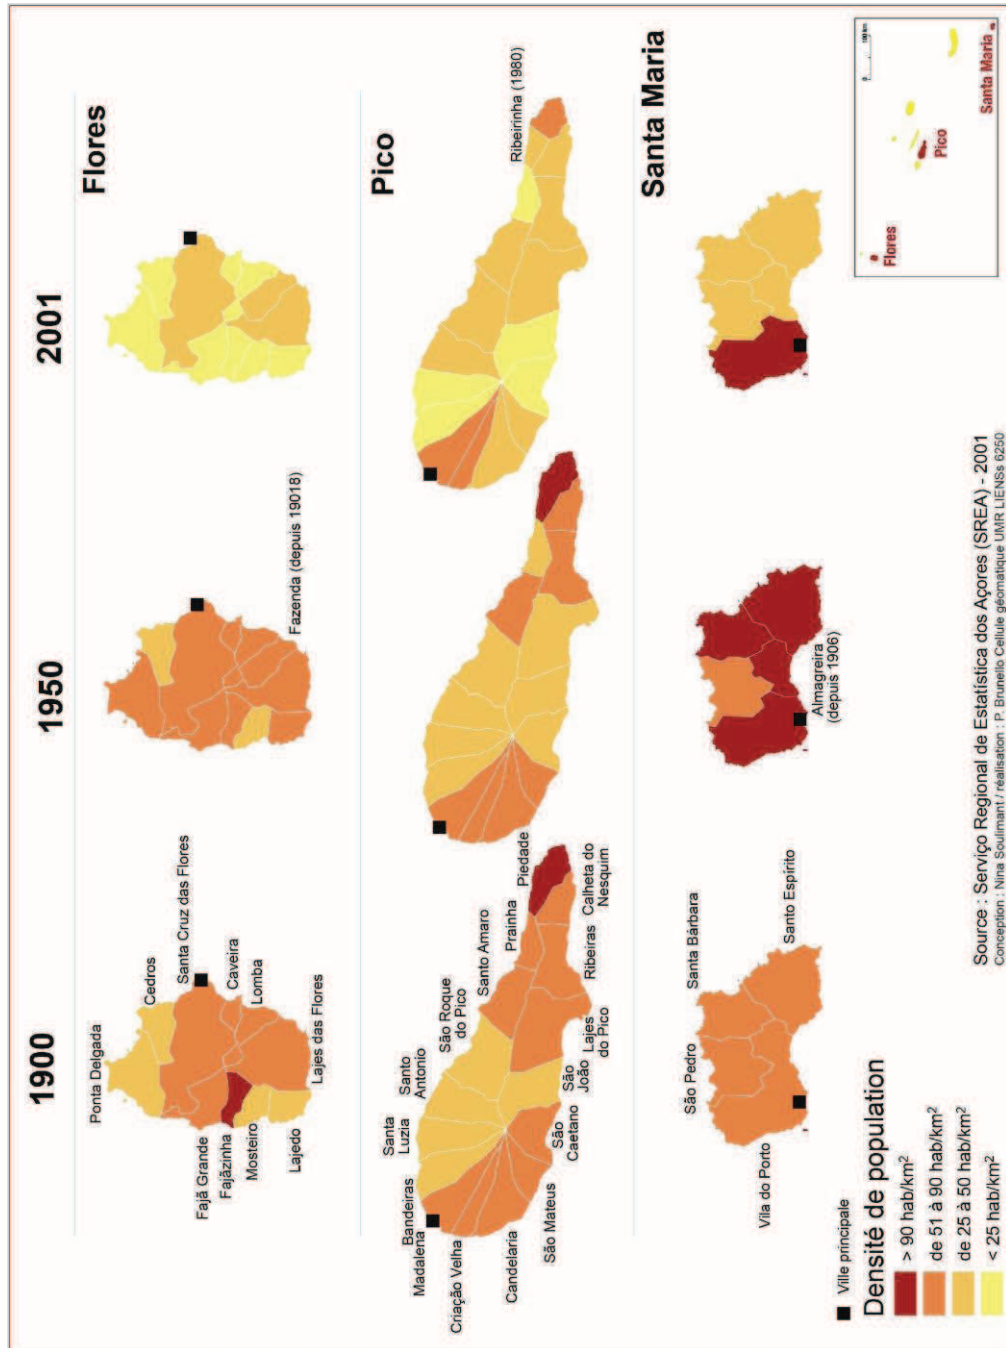 1900
1950
2001
Flores
Ponta Delgada
Cedros
Santa Cruz das Flores
Caveira
Lomba
Lajes das Flores
Fajã Grande
Fajãzinha
Mosteiro
Lajedo
Fazenda (depuis 19018)
Pico
Madalena
Bandeiras
Criação Velha
Candelaria
São Mateus
Santa
Luzia
Santo
Antonio
São Roque
do Pico
Santo Amaro
Prainha
Piedade
Calheta do
Nesquim
Ribeiras
Lajes
do Pico
São
João
São
Caetano
Ribeirinha (1980)
Santa Maria
São Pedro
Santa Bárbara
Vila do Porto
Santo Espírito
Almagreira
(depuis 1906)
Ville principale
Densité de population
> 90 hab/km²
de 51 à 90 hab/km²
de 25 à 50 hab/km²
< 25 hab/km²
Source : Serviço Regional de Estatística dos Açores (SREA) - 2001
Conception : Nina Soulimant / réalisation : P. Brunello Cellule géomatique UMR LIENSs 6250
Flores
Pico
Santa Maria
0
100 km